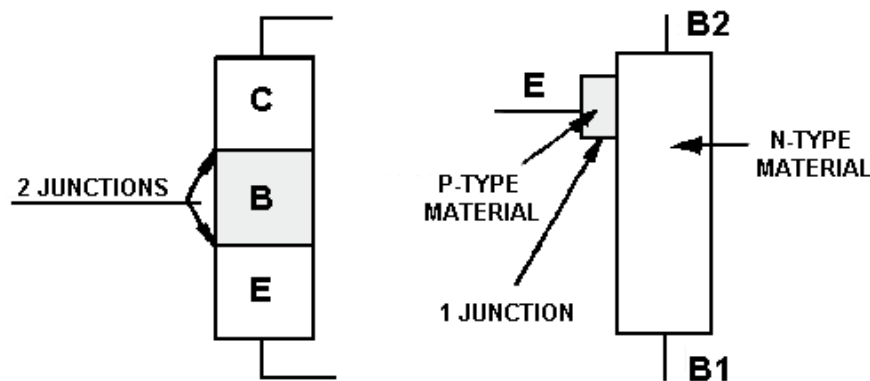 C
2 JUNCTIONS
B
E
B2
E
N-TYPE
MATERIAL
P-TYPE
MATERIAL
1 JUNCTION
B1